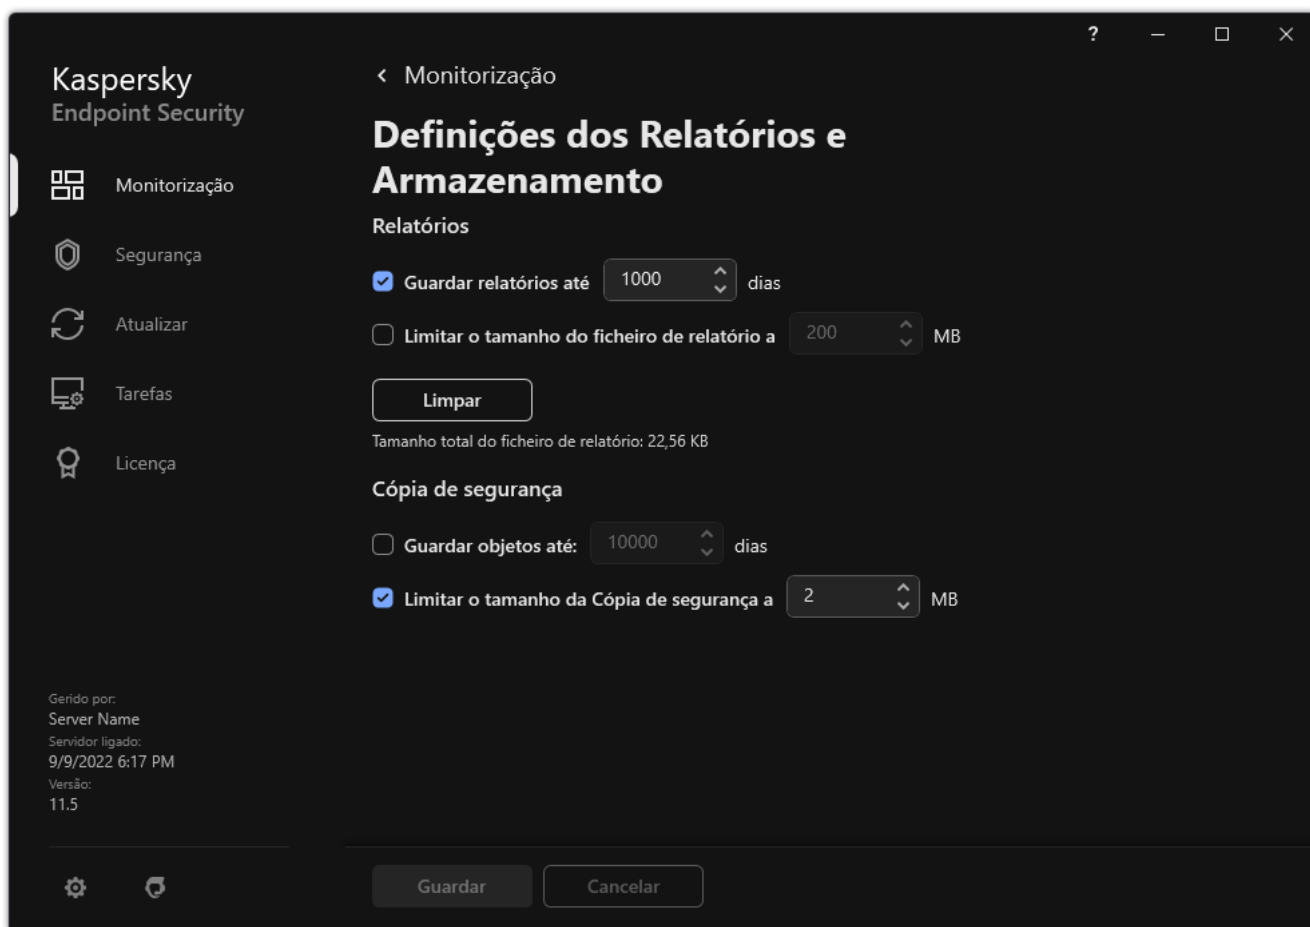 ?
Kaspersky
Endpoint Security
Monitorização
Segurança
Atualizar
Tarefas
Licença
Gerido por:
Server Name
Servidor ligado:
9/9/2022 6:17 PM
Versão:
11.5
Monitorização
Definições dos Relatórios e
Armazenamento
Relatórios
Guardar relatórios até 1000 dias
Limitar o tamanho do ficheiro de relatório a 200 MB
Limpar
Tamanho total do ficheiro de relatório: 22,56 KB
Cópia de segurança
Guardar objetos até: 10000 dias
Limitar o tamanho da Cópia de segurança a 2 MB
Guardar Cancelar